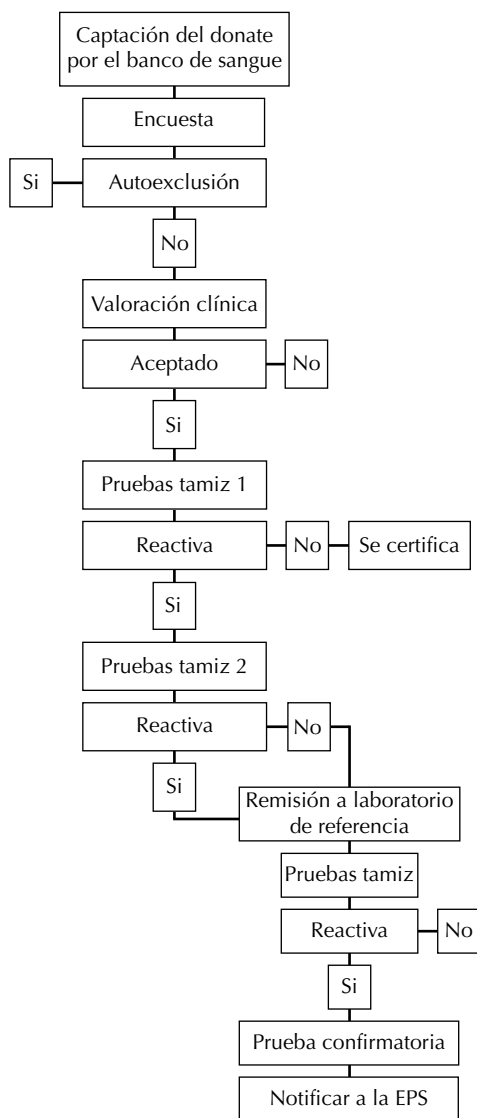 Captación del donate
por el banco de sangue
Encuesta
Si
Autoexclusión
No
Valoración clínica
Aceptado
No
Si
Pruebas tamiz 1
Reactiva
No
Se certifica
Si
Pruebas tamiz 2
Reactiva
No
Si
Remisión a laboratorio
de referencia
Pruebas tamiz
Reactiva
No
Si
Prueba confirmatoria
Notificar a la EPS